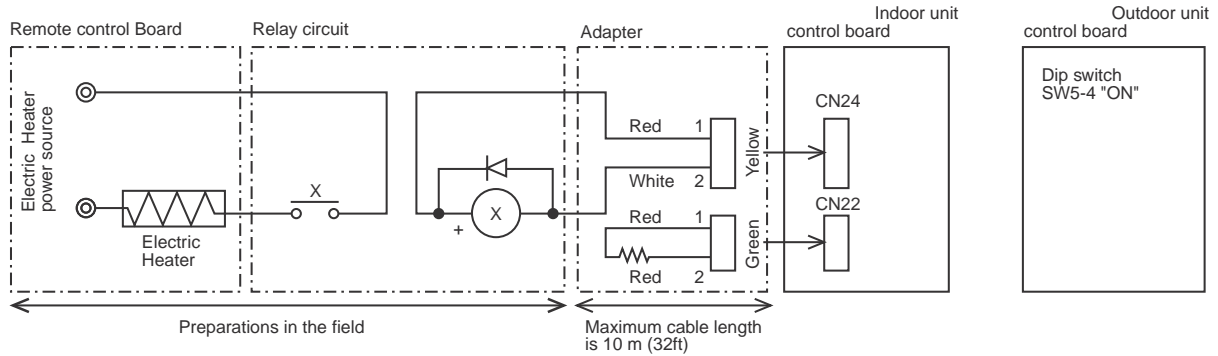 Remote control Board
Relay circuit
Adapter
Indoor unit
control board
Outdoor unit
control board
Electric Heater
power source
Electric
Heater
X
X
+
Red 1
White 2
Yellow
Red 1
Red 2
Green
CN24
CN22
Dip switch
SW5-4 "ON"
Preparations in the field
Maximum cable length
is 10 m (32ft)